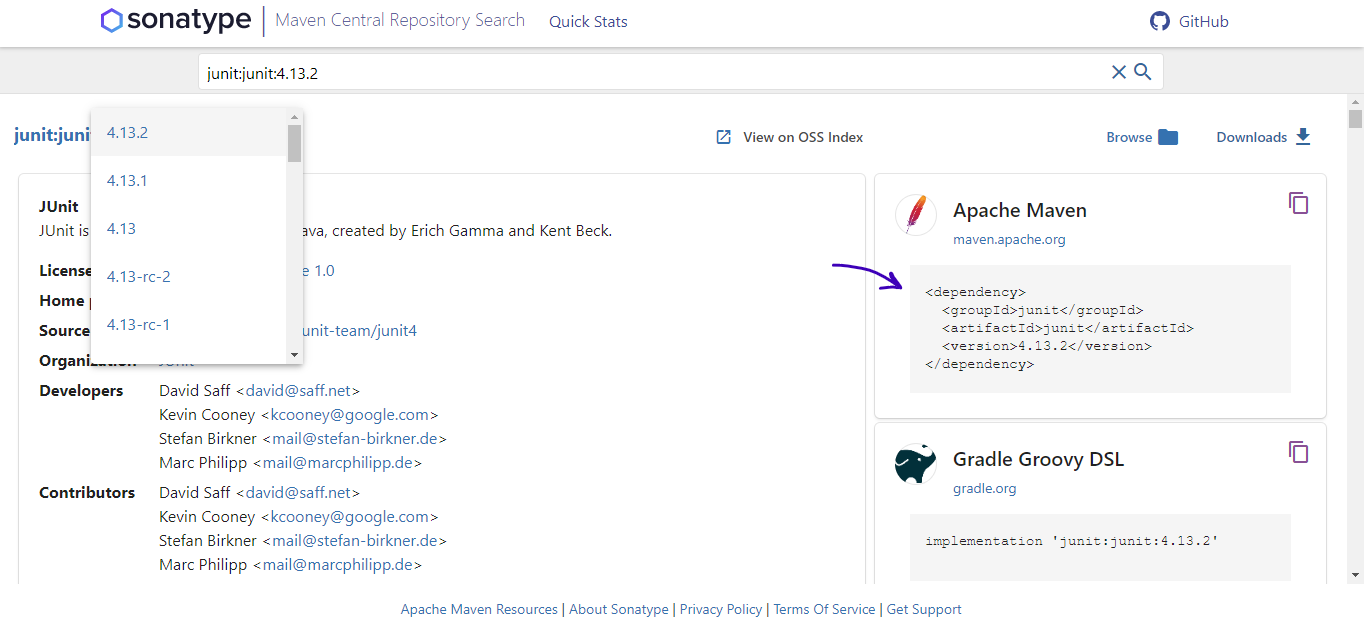 sonatype
Maven Central Repository Search
Quick Stats
GitHub
junit:junit:4.13.2
junit:juni
4.13.2
4.13.1
4.13
4.13-rc-2
4.13-rc-1
View on OSS Index
Browse
Downloads
JUnit
JUnit is ava, created by Erich Gamma and Kent Beck.
License e 1.0
Home
Source unit-team/junit4
Organization JUnit
Developers David Saff <david@saff.net>
Kevin Cooney <kcooney@google.com>
Stefan Birkner <mail@stefan-birkner.de>
Marc Philipp <mail@marcphilipp.de>
Contributors David Saff <david@saff.net>
Kevin Cooney <kcooney@google.com>
Stefan Birkner <mail@stefan-birkner.de>
Marc Philipp <mail@marcphilipp.de>
Apache Maven
maven.apache.org
<dependency>
  <groupId>junit</groupId>
  <artifactId>junit</artifactId>
  <version>4.13.2</version>
</dependency>
Gradle Groovy DSL
gradle.org
implementation 'junit:junit:4.13.2'
Apache Maven Resources | About Sonatype | Privacy Policy | Terms Of Service | Get Support